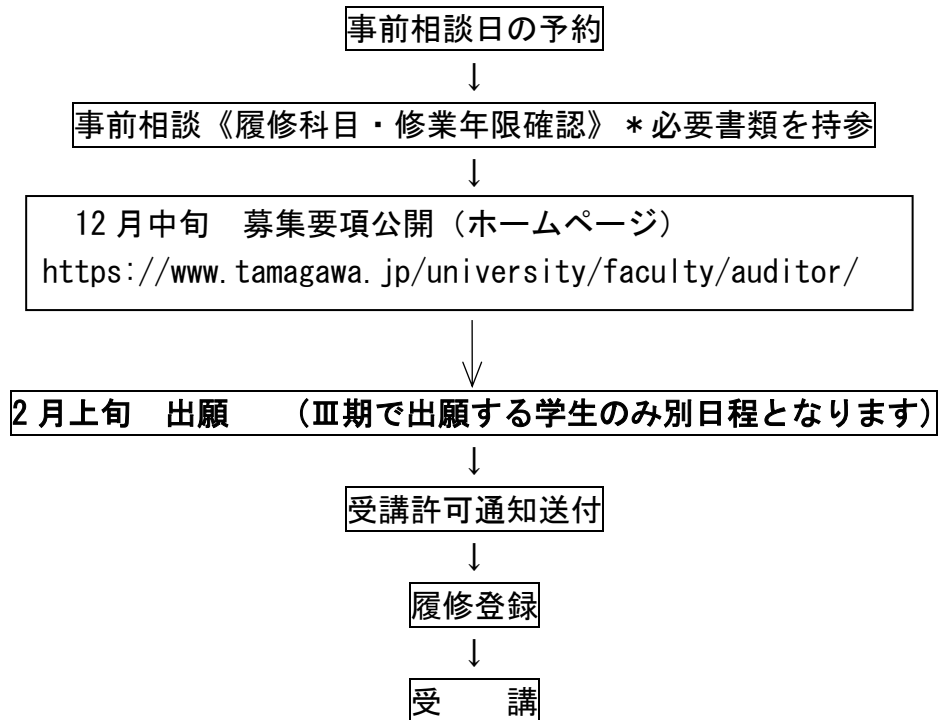 事前相談日の予約
↓
事前相談《履修科目・修業年限確認》＊必要書類を持参
↓
12月中旬　募集要項公開（ホームページ）
https://www.tamagawa.jp/university/faculty/auditor/
↓
2月上旬　出願　　（Ⅲ期で出願する学生のみ別日程となります）
↓
受講許可通知送付
↓
履修登録
↓
受　　講